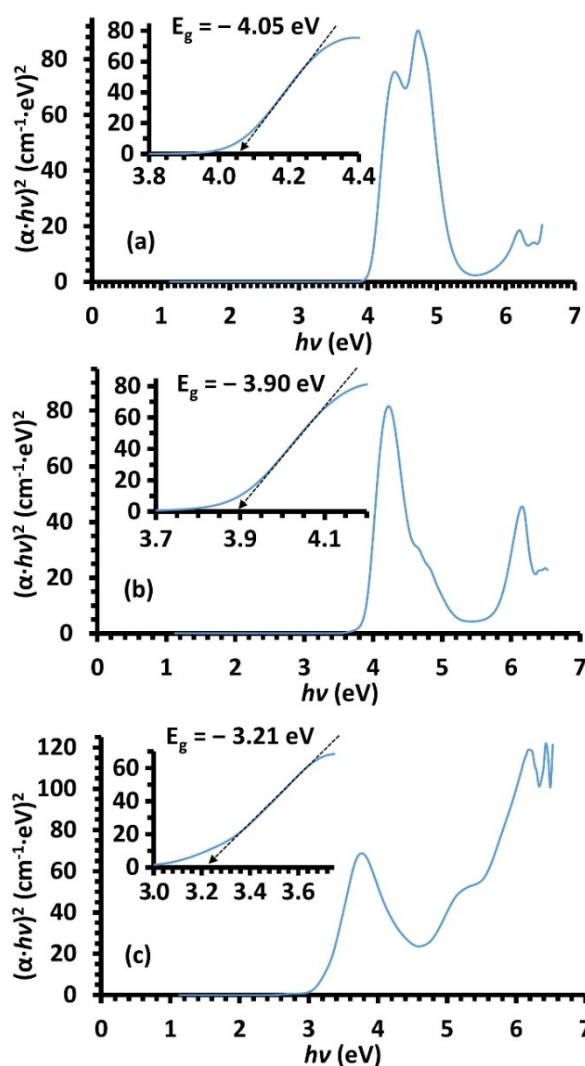 E_g = − 4.05 eV
80
60
40
20
0
3.8 4.0 4.2 4.4
(α·hν)² (cm⁻¹·eV)²
80
60
40
20
0
(a)
0 1 2 3 4 5 6 7
hν (eV)
E_g = − 3.90 eV
80
60
40
20
0
3.7 3.9 4.1
(α·hν)² (cm⁻¹·eV)²
80
60
40
20
0
(b)
0 1 2 3 4 5 6 7
hν (eV)
E_g = − 3.21 eV
60
40
20
0
3.0 3.2 3.4 3.6
(α·hν)² (cm⁻¹·eV)²
120
100
80
60
40
20
0
(c)
0 1 2 3 4 5 6 7
hν (eV)